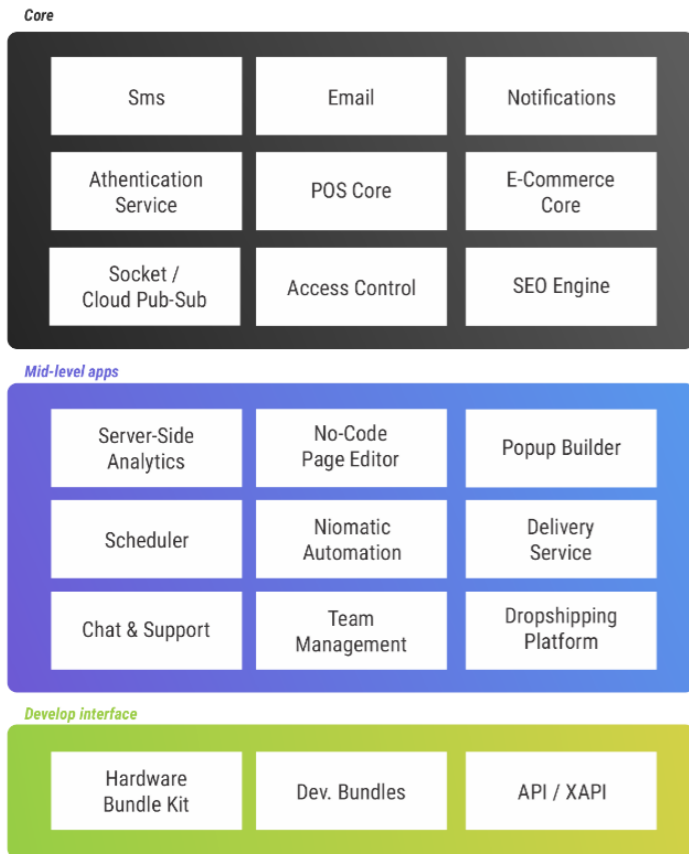 Core
Sms
Email
Notifications
Athentication
Service
POS Core
E-Commerce
Core
Socket /
Cloud Pub-Sub
Access Control
SEO Engine
Mid-level apps
Server-Side
Analytics
No-Code
Page Editor
Popup Builder
Scheduler
Niomatic
Automation
Delivery
Service
Chat & Support
Team
Management
Dropshipping
Platform
Develop interface
Hardware
Bundle Kit
Dev. Bundles
API / XAPI